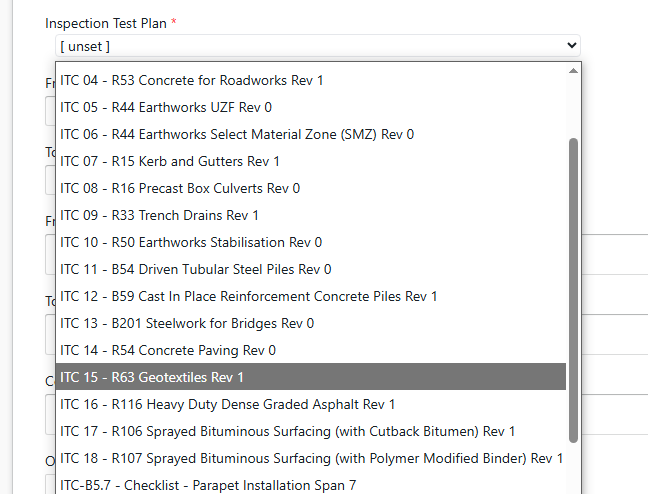 Inspection Test Plan *
[ unset ]
ITC 04 - R53 Concrete for Roadworks Rev 1
ITC 05 - R44 Earthworks UZF Rev 0
ITC 06 - R44 Earthworks Select Material Zone (SMZ) Rev 0
ITC 07 - R15 Kerb and Gutters Rev 1
ITC 08 - R16 Precast Box Culverts Rev 0
ITC 09 - R33 Trench Drains Rev 1
ITC 10 - R50 Earthworks Stabilisation Rev 0
ITC 11 - B54 Driven Tubular Steel Piles Rev 0
ITC 12 - B59 Cast In Place Reinforcement Concrete Piles Rev 1
ITC 13 - B201 Steelwork for Bridges Rev 0
ITC 14 - R54 Concrete Paving Rev 0
ITC 15 - R63 Geotextiles Rev 1
ITC 16 - R116 Heavy Duty Dense Graded Asphalt Rev 1
ITC 17 - R106 Sprayed Bituminous Surfacing (with Cutback Bitumen) Rev 1
ITC 18 - R107 Sprayed Bituminous Surfacing (with Polymer Modified Binder) Rev 1
ITC-B5.7 - Checklist - Parapet Installation Span 7